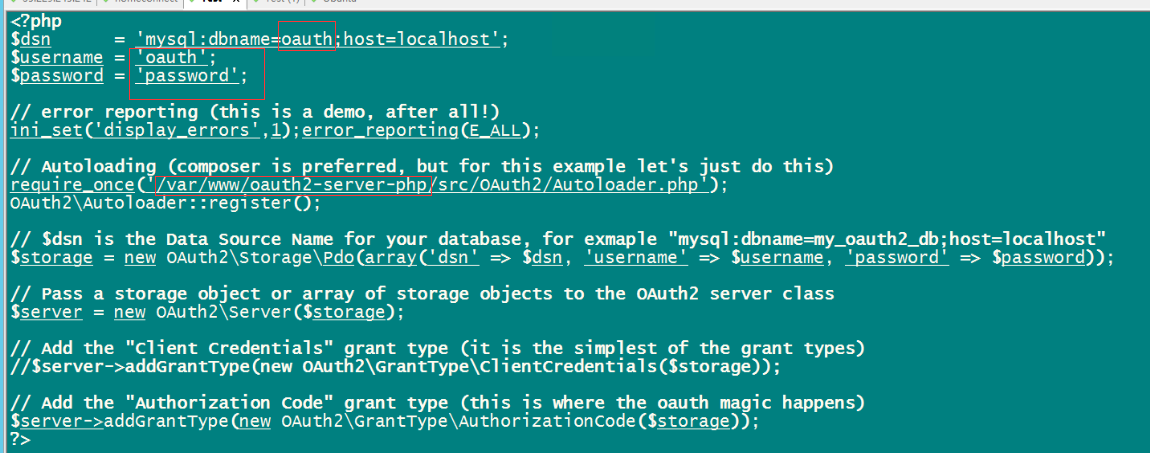 <?php
$dsn      = 'mysql:dbname=oauth;host=localhost';
$username = 'oauth';
$password = 'password';
// error reporting (this is a demo, after all!)
ini_set('display_errors',1);error_reporting(E_ALL);
// Autoloading (composer is preferred, but for this example let's just do this)
require_once('/var/www/oauth2-server-php/src/OAuth2/Autoloader.php');
OAuth2\Autoloader::register();
// $dsn is the Data Source Name for your database, for exmaple "mysql:dbname=my_oauth2_db;host=localhost"
$storage = new OAuth2\Storage\Pdo(array('dsn' => $dsn, 'username' => $username, 'password' => $password));
// Pass a storage object or array of storage objects to the OAuth2 server class
$server = new OAuth2\Server($storage);
// Add the "Client Credentials" grant type (it is the simplest of the grant types)
//$server->addGrantType(new OAuth2\GrantType\ClientCredentials($storage));
// Add the "Authorization Code" grant type (this is where the oauth magic happens)
$server->addGrantType(new OAuth2\GrantType\AuthorizationCode($storage));
?>